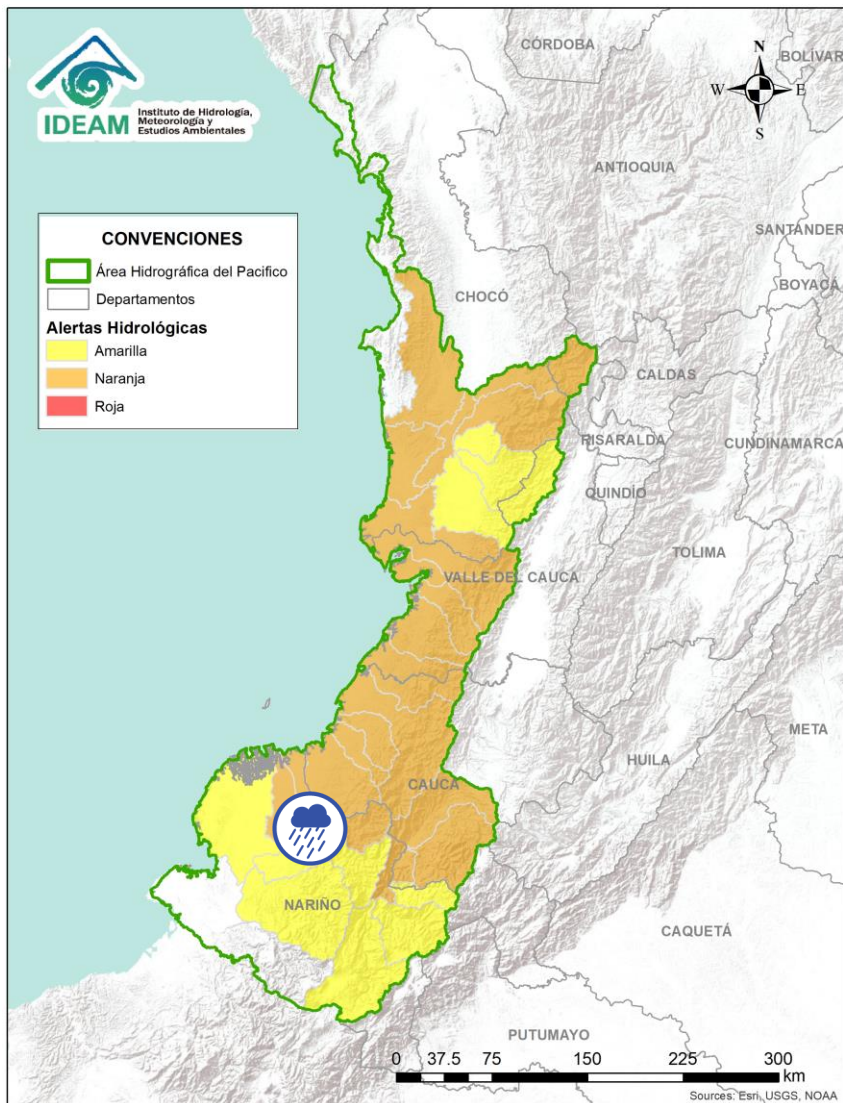 IDEAM
Instituto de Hidrología,
Meteorología y
Estudios Ambientales
N
W
E
S
CÓRDOBA
BOLÍVAR
ANTIOQUIA
SANTANDER
BOYACÁ
CHOCÓ
CONVENCIONES
Área Hidrográfica del Pacifico
Departamentos
Alertas Hidrológicas
Amarilla
Naranja
Roja
CALDAS
RISARALDA
CUNDINAMARCA
QUINDÍO
TOLIMA
VALLE DEL CAUCA
META
HUILA
CAUCA
NARIÑO
CAQUETÁ
PUTUMAYO
0 37.5 75 150 225 300
km
Sources: Esri, USGS, NOAA